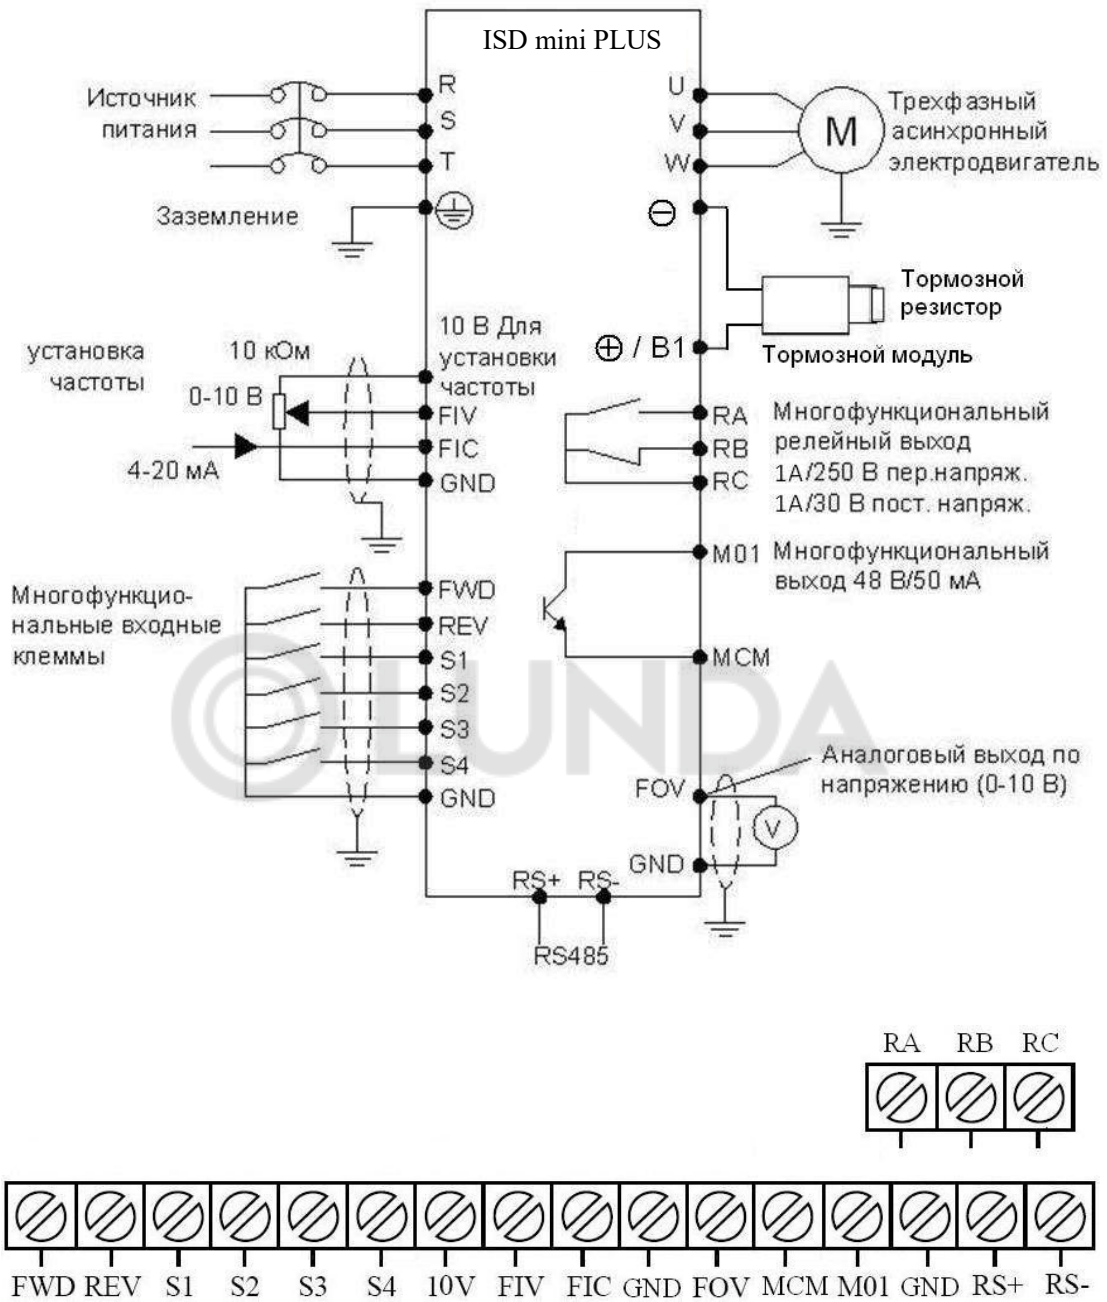 ISD mini PLUS
Источник
питания
R
S
T
Заземление
U
V
W
M
Трехфазный
асинхронный
электродвигатель
⊖
Тормозной
резистор
⊕ / B1
Тормозной модуль
установка
частоты
10 кОм
0-10 В
4-20 мА
10 В Для
установки
частоты
FIV
FIC
GND
RA
RB
RC
Многофункциональный
релейный выход
1А/250 В пер.напряж.
1А/30 В пост. напряж.
M01
Многофункциональный
выход 48 В/50 мА
MCM
Многофункцио-
нальные входные
клеммы
FWD
REV
S1
S2
S3
S4
GND
LUNDA
FOV
Аналоговый выход по
напряжению (0-10 В)
V
GND
RS+ RS-
RS485
RA RB RC
FWD REV S1 S2 S3 S4 10V FIV FIC GND FOV MCM M01 GND RS+ RS-